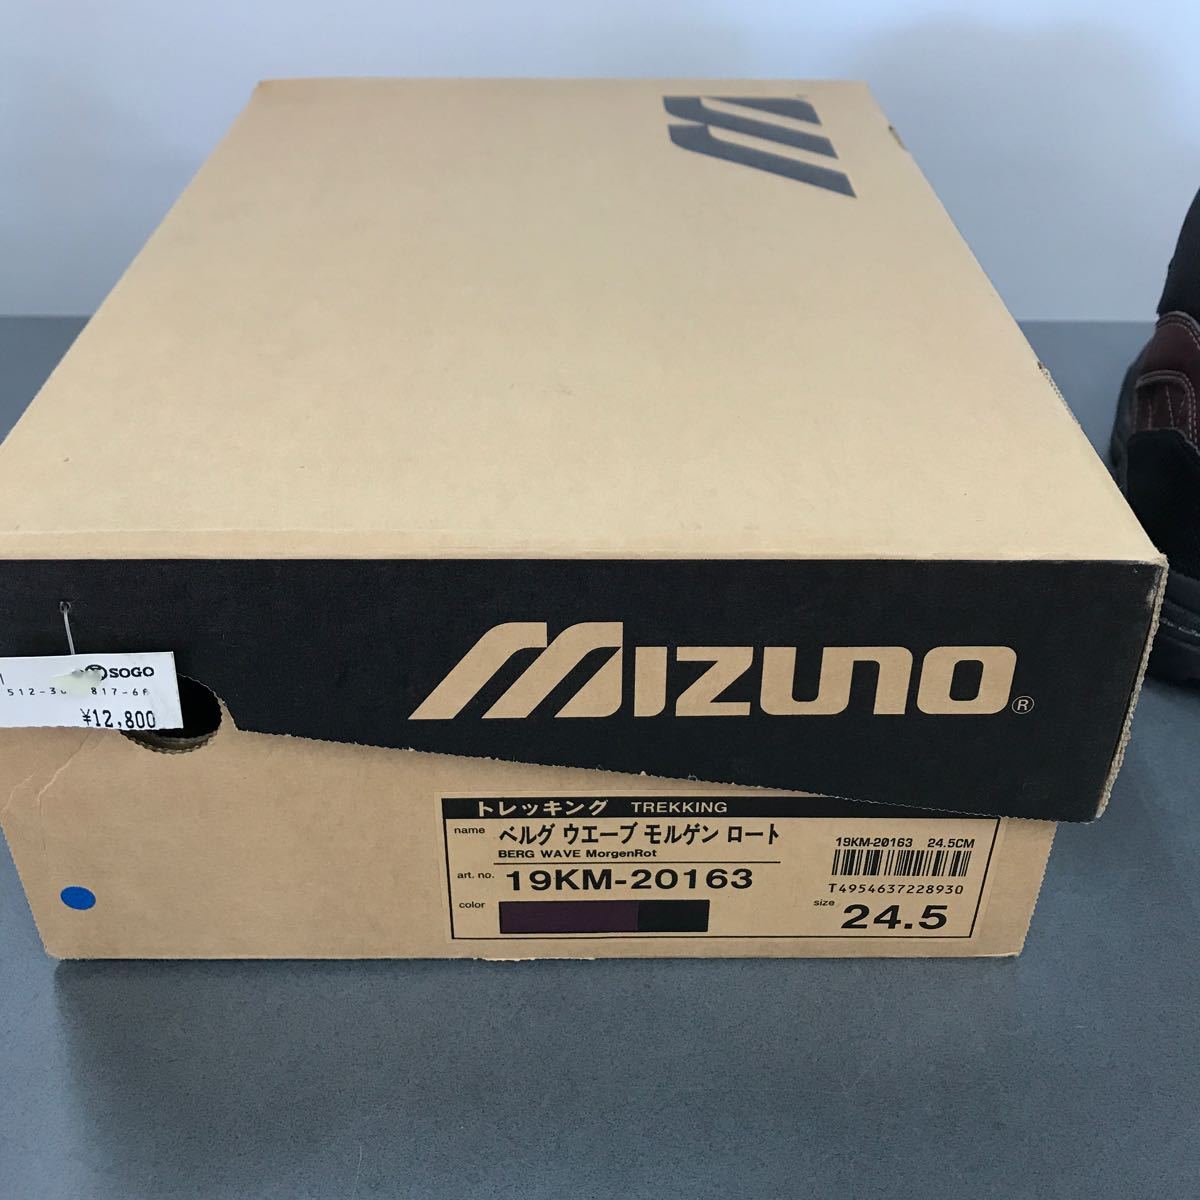 MIZUNO ®
SOGO
¥12,800
トレッキング TREKKING
name ベルグ ウエーブ モルゲン ロート
BERG WAVE MorgenRot
art. no. 19KM-20163
color
19KM-20163 24.5CM
T4954637228930
size 24.5